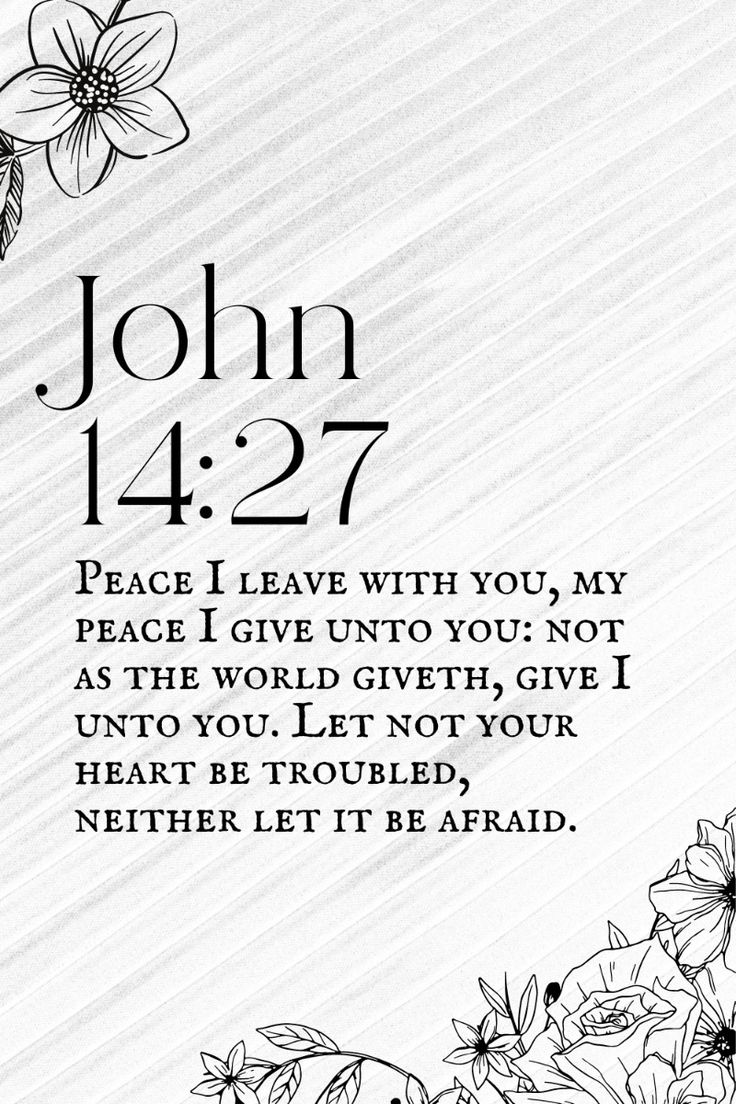 John
14:27
Peace I leave with you, my
peace I give unto you: not
as the world giveth, give I
unto you. Let not your
heart be troubled,
neither let it be afraid.